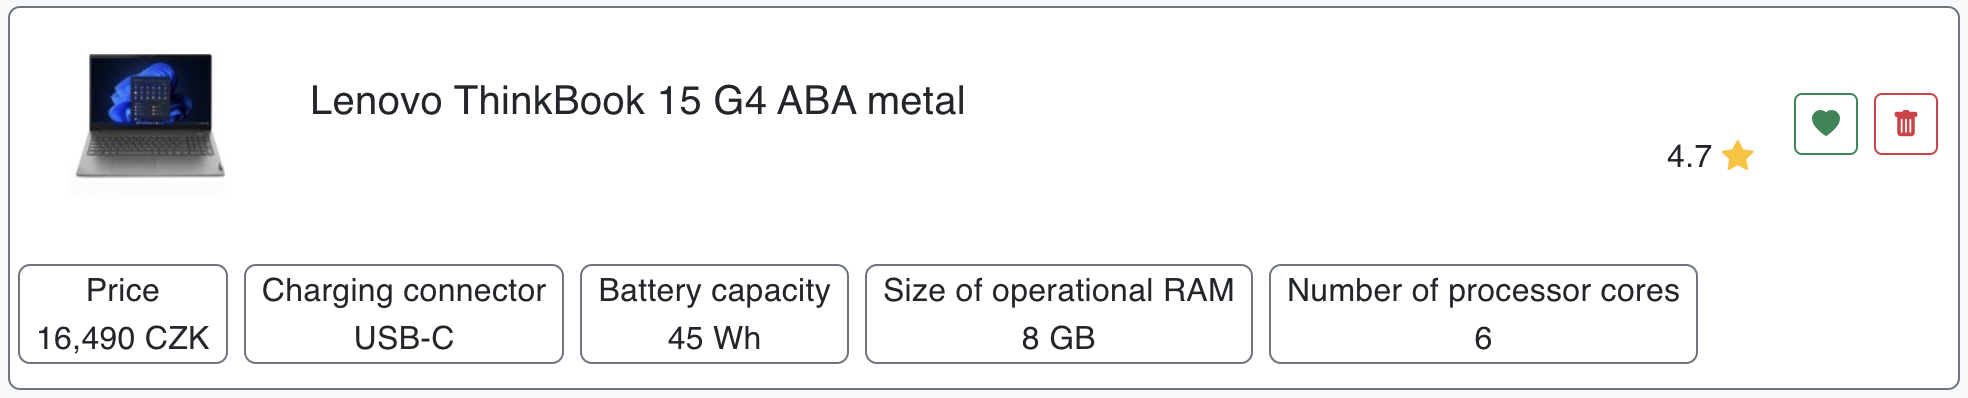 Lenovo ThinkBook 15 G4 ABA metal
4.7
Price
16,490 CZK
Charging connector
USB-C
Battery capacity
45 Wh
Size of operational RAM
8 GB
Number of processor cores
6